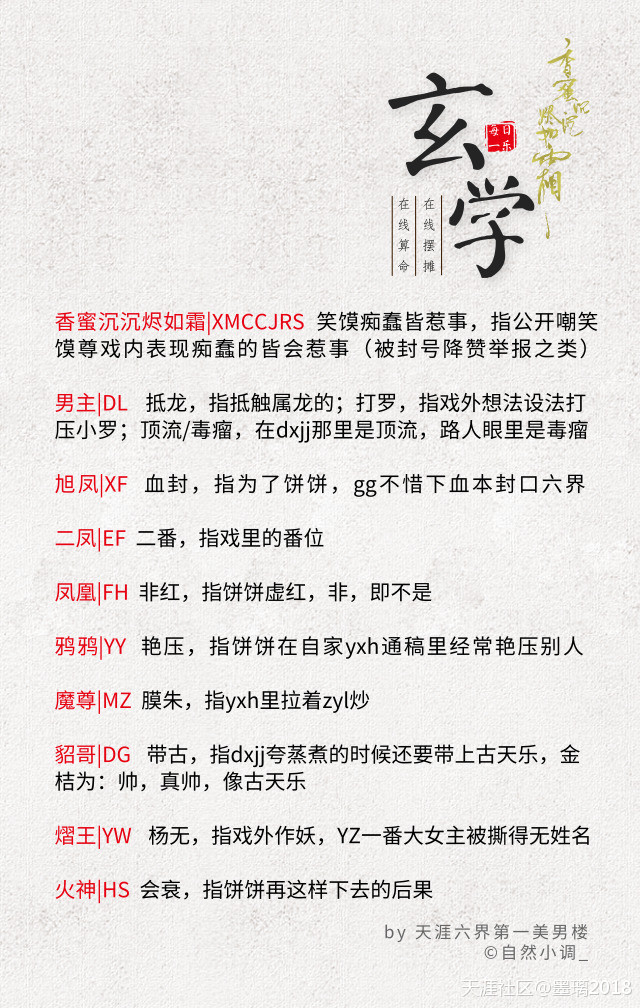 香蜜沉沉烬如霜
玄学
每日一乐
在线摆摊
在线算命
香蜜沉沉烬如霜|XMCCJRS 笑馍痴蠢皆惹事，指公开嘲笑
馍尊戏内表现痴蠢的皆会惹事（被封号降赞举报之类）
男主|DL 抵龙，指抵触属龙的；打罗，指戏外想法设法打
压小罗；顶流/毒瘤，在dxjj那里是顶流，路人眼里是毒瘤
旭凤|XF 血封，指为了饼饼，gg不惜下血本封口六界
二凤|EF 二番，指戏里的番位
凤凰|FH 非红，指饼饼虚红，非，即不是
鸦鸦|YY 艳压，指饼饼在自家yxh通稿里经常艳压别人
魔尊|MZ 膜朱，指yxh里拉着zyl炒
貂哥|DG 带古，指dxjj夸蒸煮的时候还要带上古天乐，金
桔为：帅，真帅，像古天乐
熠王|YW 杨无，指戏外作妖，YZ一番大女主被撕得无姓名
火神|HS 会衰，指饼饼再这样下去的后果
by 天涯六界第一美男楼
©自然小调_
天涯社区@墨璃2018